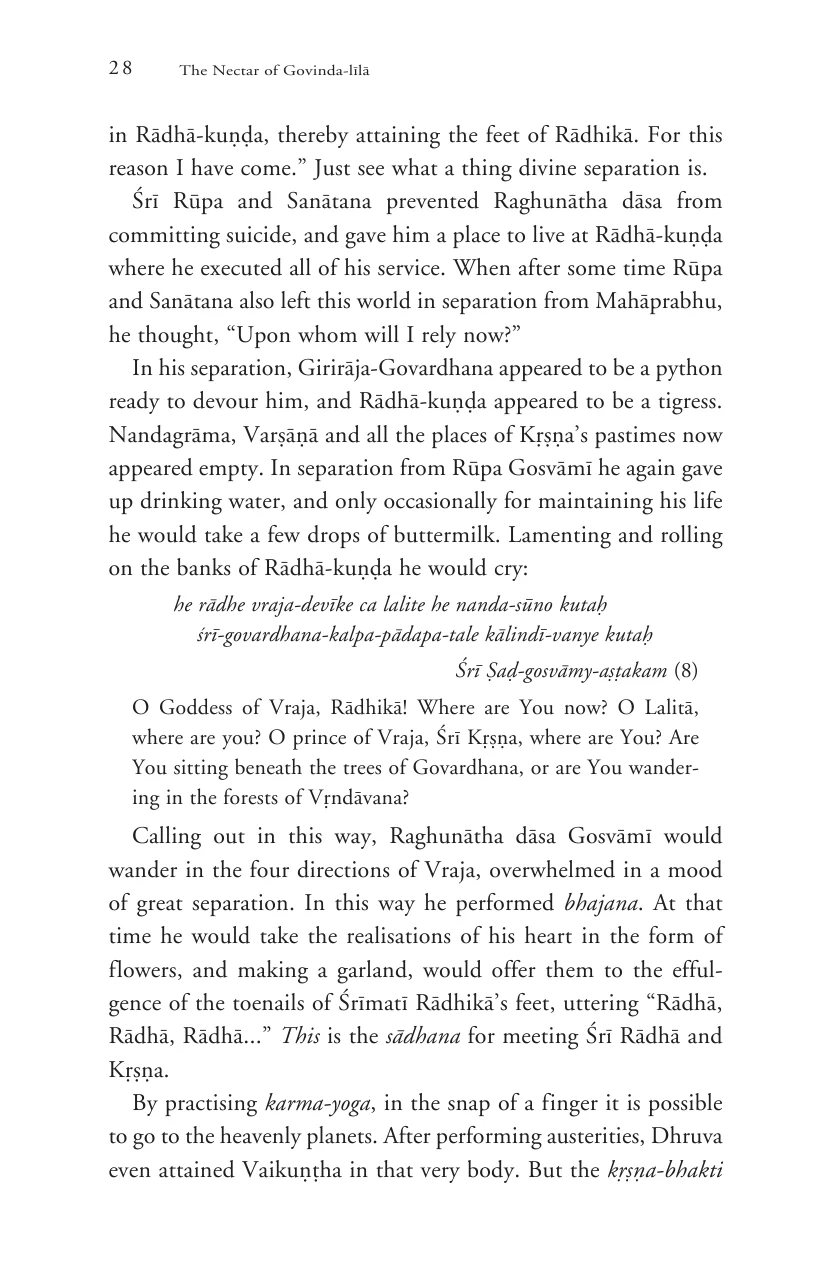 28 The Nectar of Govinda-līlā
in Rādhā-kuṇḍa, thereby attaining the feet of Rādhikā. For this
reason I have come.” Just see what a thing divine separation is.
Śrī Rūpa and Sanātana prevented Raghunātha dāsa from
committing suicide, and gave him a place to live at Rādhā-kuṇḍa
where he executed all of his service. When after some time Rūpa
and Sanātana also left this world in separation from Mahāprabhu,
he thought, “Upon whom will I rely now?”
In his separation, Girirāja-Govardhana appeared to be a python
ready to devour him, and Rādhā-kuṇḍa appeared to be a tigress.
Nandagrāma, Varṣāṇā and all the places of Kṛṣṇa’s pastimes now
appeared empty. In separation from Rūpa Gosvāmī he again gave
up drinking water, and only occasionally for maintaining his life
he would take a few drops of buttermilk. Lamenting and rolling
on the banks of Rādhā-kuṇḍa he would cry:
he rādhe vraja-devīke ca lalite he nanda-sūno kutaḥ
śrī-govardhana-kalpa-pādapa-tale kālindī-vanye kutaḥ
Śrī Ṣaḍ-gosvāmy-aṣṭakam (8)
O Goddess of Vraja, Rādhikā! Where are You now? O Lalitā,
where are you? O prince of Vraja, Śrī Kṛṣṇa, where are You? Are
You sitting beneath the trees of Govardhana, or are You wander-
ing in the forests of Vṛndāvana?
Calling out in this way, Raghunātha dāsa Gosvāmī would
wander in the four directions of Vraja, overwhelmed in a mood
of great separation. In this way he performed bhajana. At that
time he would take the realisations of his heart in the form of
flowers, and making a garland, would offer them to the efful-
gence of the toenails of Śrīmatī Rādhikā’s feet, uttering “Rādhā,
Rādhā, Rādhā...” This is the sādhana for meeting Śrī Rādhā and
Kṛṣṇa.
By practising karma-yoga, in the snap of a finger it is possible
to go to the heavenly planets. After performing austerities, Dhruva
even attained Vaikuṇṭha in that very body. But the kṛṣṇa-bhakti